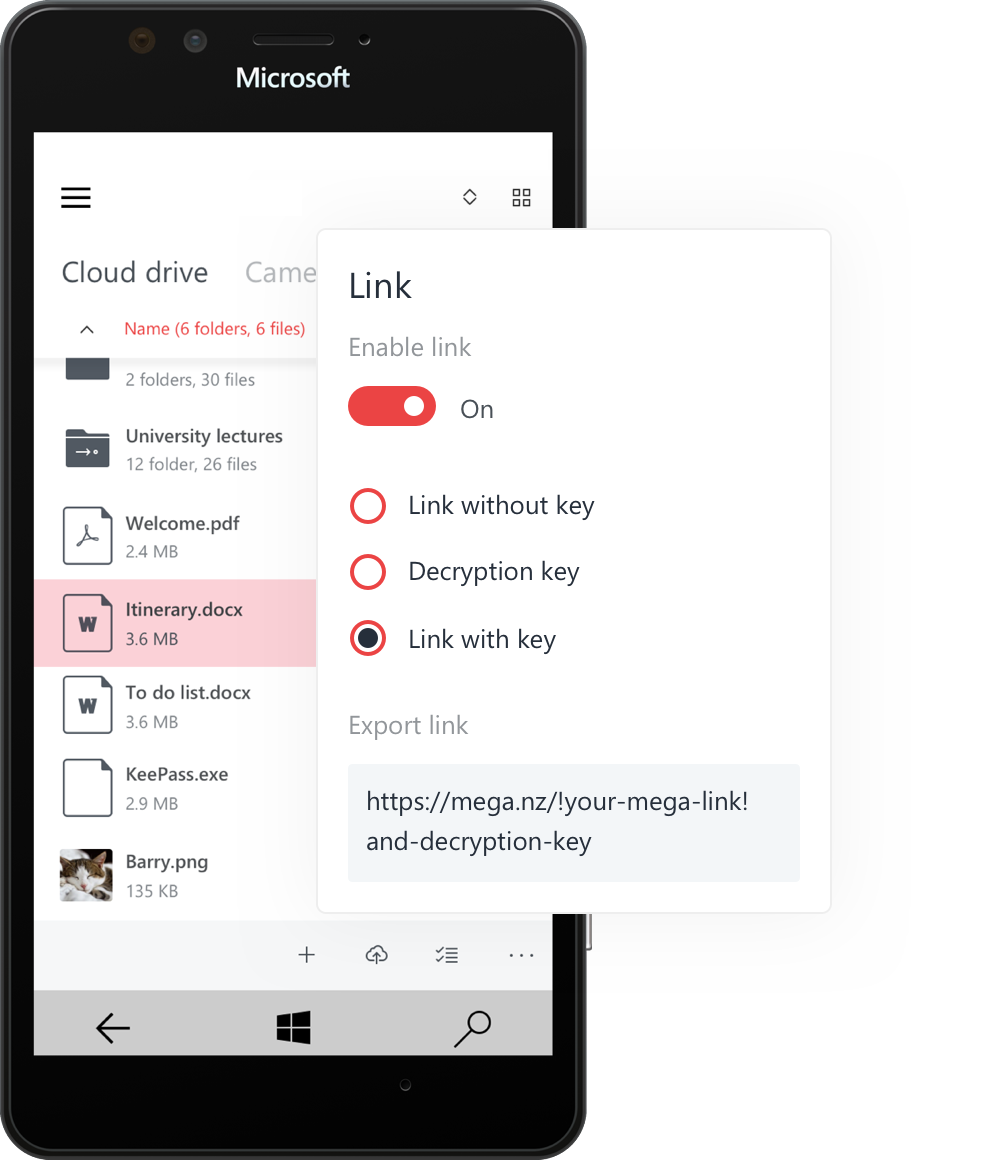 Microsoft
Cloud drive
Came
Name (6 folders, 6 files)
2 folders, 30 files
University lectures
12 folder, 26 files
Welcome.pdf
2.4 MB
W
Itinerary.docx
3.6 MB
W
To do list.docx
3.6 MB
KeePass.exe
2.9 MB
Barry.png
135 KB
Link
Enable link
On
Link without key
Decryption key
Link with key
Export link
https://mega.nz/!your-mega-link!
and-decryption-key